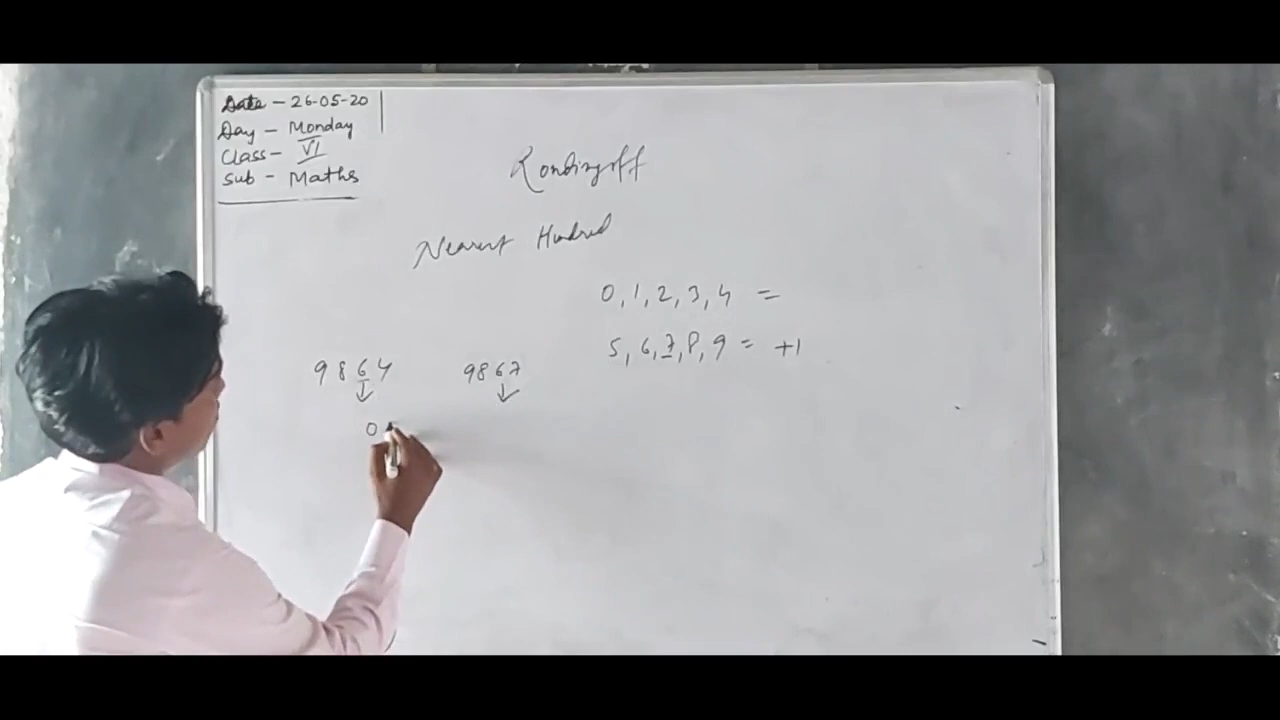 Date - 26-05-20
Day - Monday
Class - VI
Sub - Maths
Rondingoff
Nearest Hundred
0, 1, 2, 3, 4 =
5, 6, 7, 8, 9 = +1
9864 9867
0